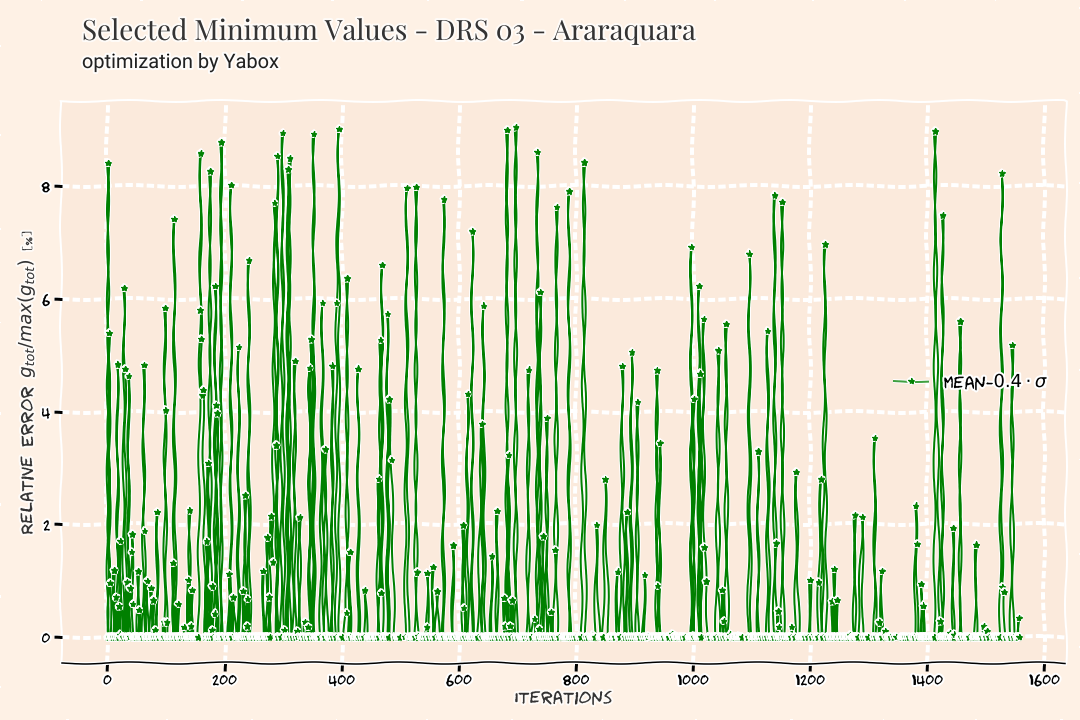 Selected Minimum Values - DRS 03 - Araraquara
optimization by Yabox
RELATIVE ERROR g_tot/max(g_tot) [%]
8
6
4
2
0
MEAN-0.4·σ
0 200 400 600 800 1000 1200 1400 1600
ITERATIONS